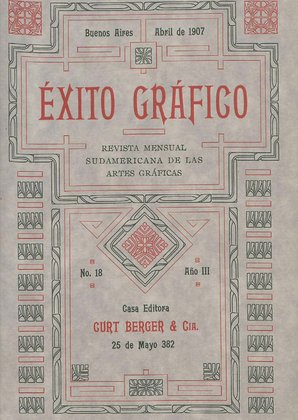 Buenos Aires Abril de 1907
ÉXITO GRÁFICO
REVISTA MENSUAL
SUDAMERICANA DE LAS
ARTES GRÁFICAS
No. 18 Año III
Casa Editora
CURT BERGER & Cia.
25 de Mayo 382